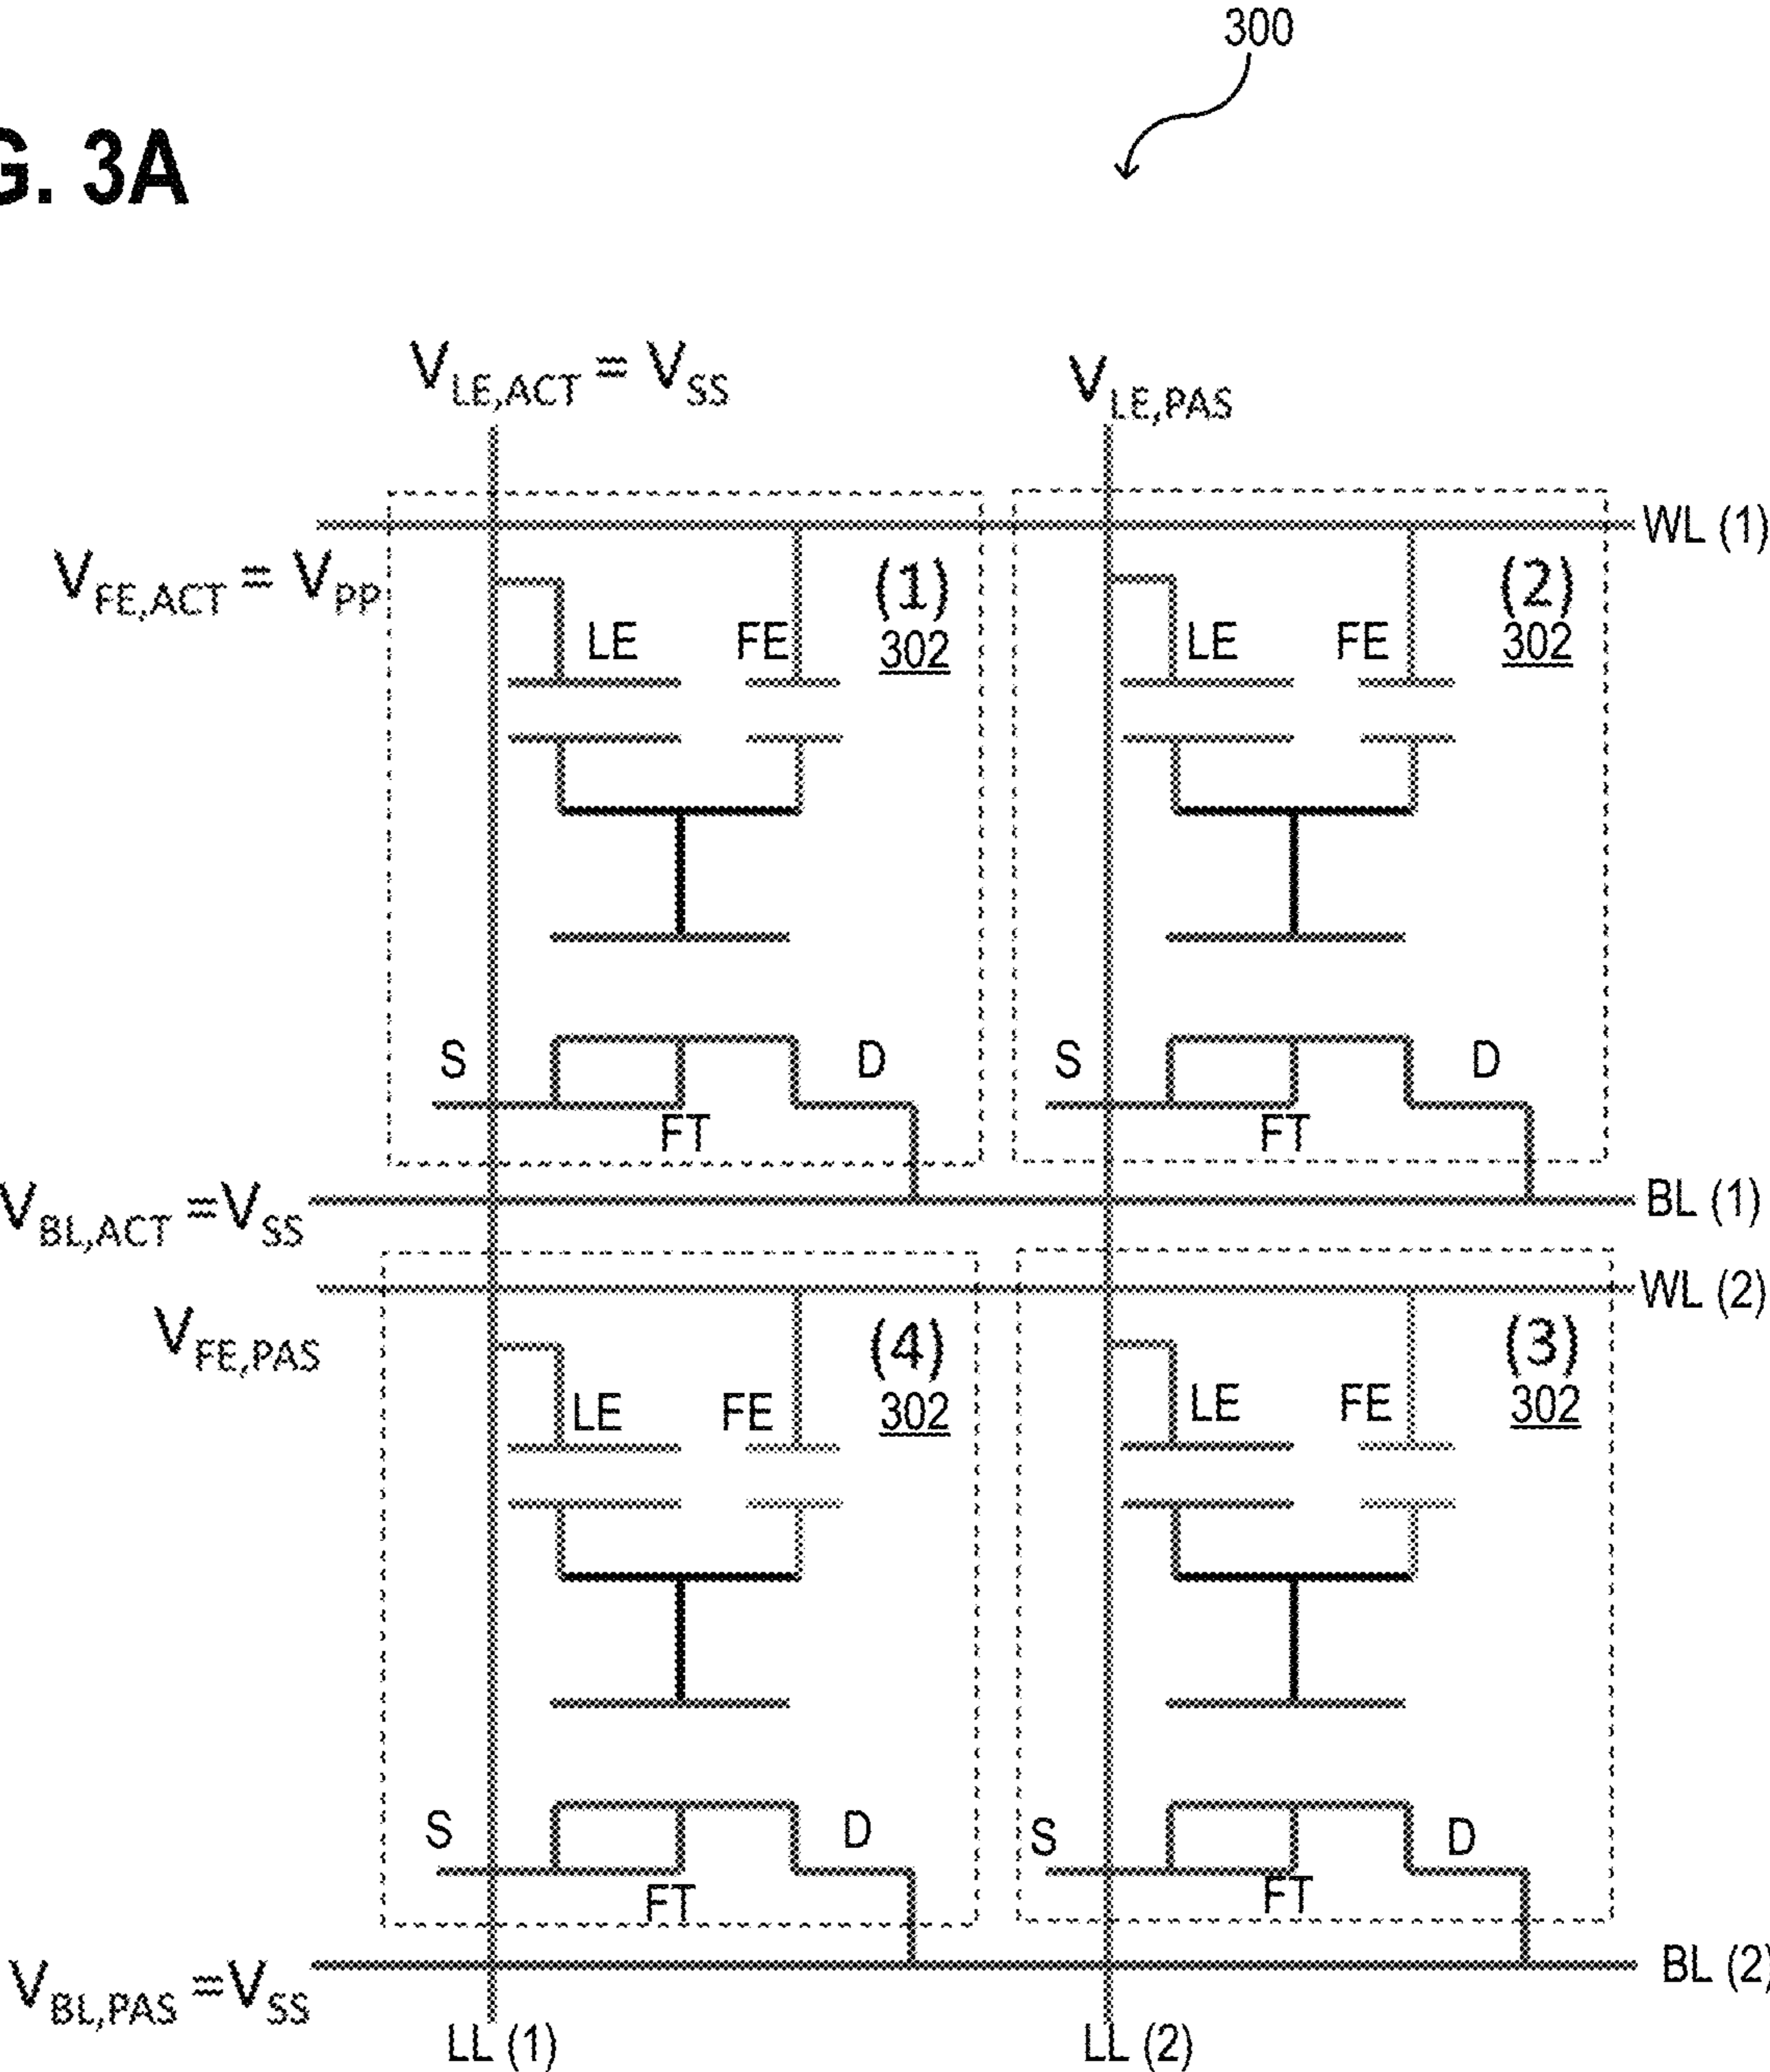 300
G. 3A
V_LE,ACT = V_SS
V_LE,PAS
WL (1)
V_FE,ACT = V_PP
(1)
302
LE
FE
(2)
302
LE
FE
S
D
FT
S
D
FT
V_BL,ACT =V_SS
BL (1)
WL (2)
V_FE,PAS
(4)
302
LE
FE
(3)
302
LE
FE
S
D
FT
S
D
FT
V_BL,PAS =V_SS
BL (2)
LL (1)
LL (2)